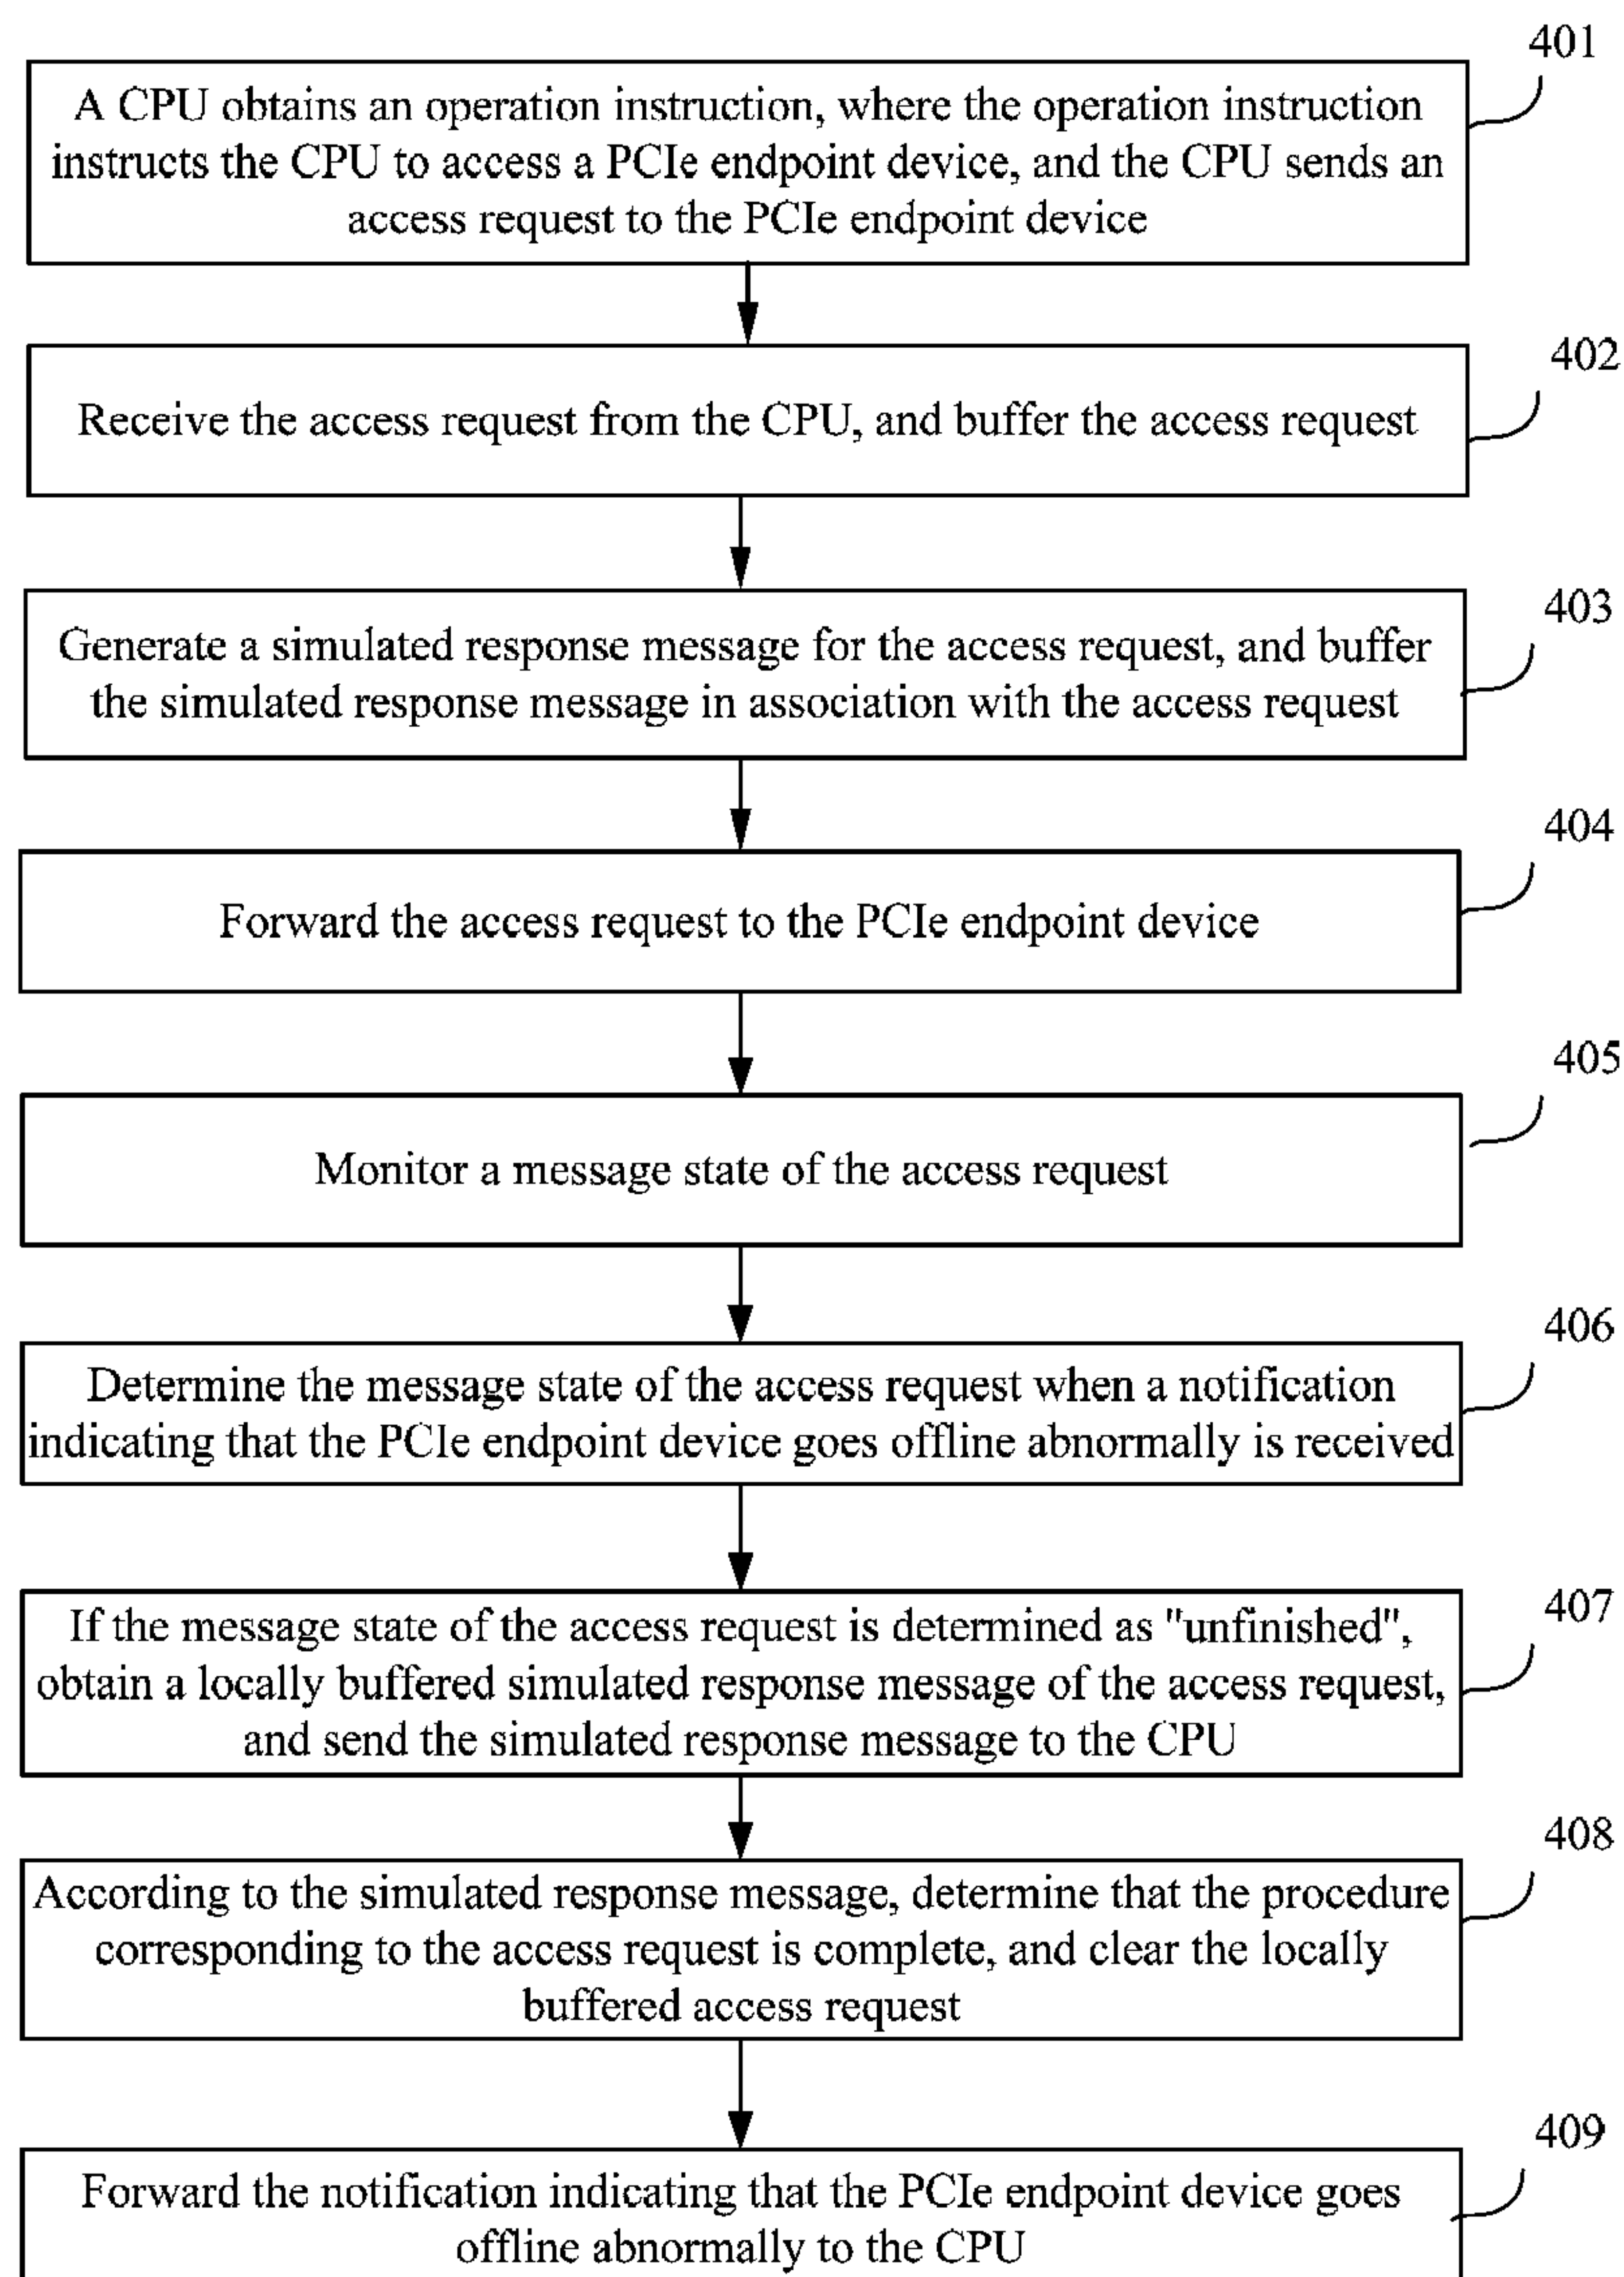 401
A CPU obtains an operation instruction, where the operation instruction
instructs the CPU to access a PCIe endpoint device, and the CPU sends an
access request to the PCIe endpoint device
402
Receive the access request from the CPU, and buffer the access request
403
Generate a simulated response message for the access request, and buffer
the simulated response message in association with the access request
404
Forward the access request to the PCIe endpoint device
405
Monitor a message state of the access request
406
Determine the message state of the access request when a notification
indicating that the PCIe endpoint device goes offline abnormally is received
407
If the message state of the access request is determined as "unfinished",
obtain a locally buffered simulated response message of the access request,
and send the simulated response message to the CPU
408
According to the simulated response message, determine that the procedure
corresponding to the access request is complete, and clear the locally
buffered access request
409
Forward the notification indicating that the PCIe endpoint device goes
offline abnormally to the CPU